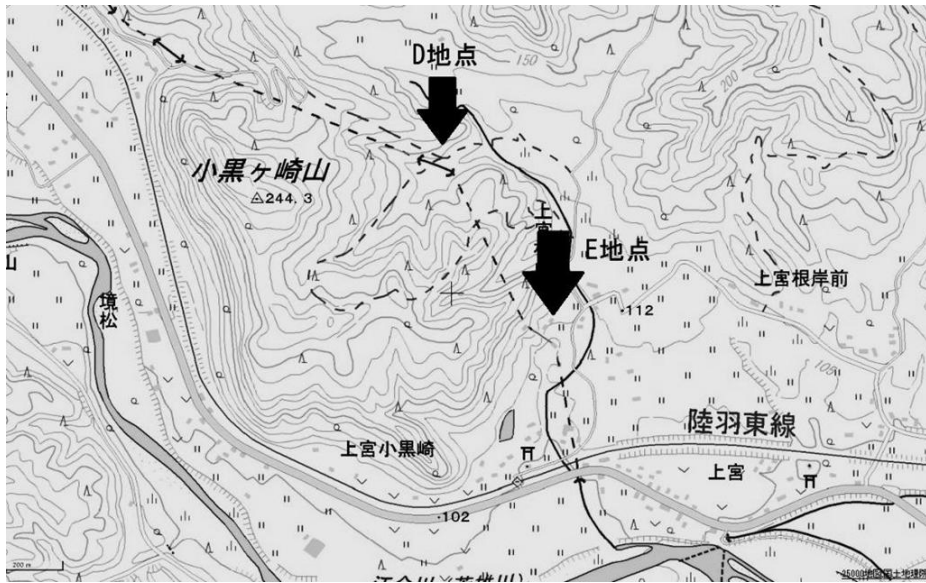 D地点
150
200
小黒ヶ崎山
244.3
上宮
E地点
上宮根岸前
山
境松
112
105
陸羽東線
上宮小黒崎
上宮
102
200 m